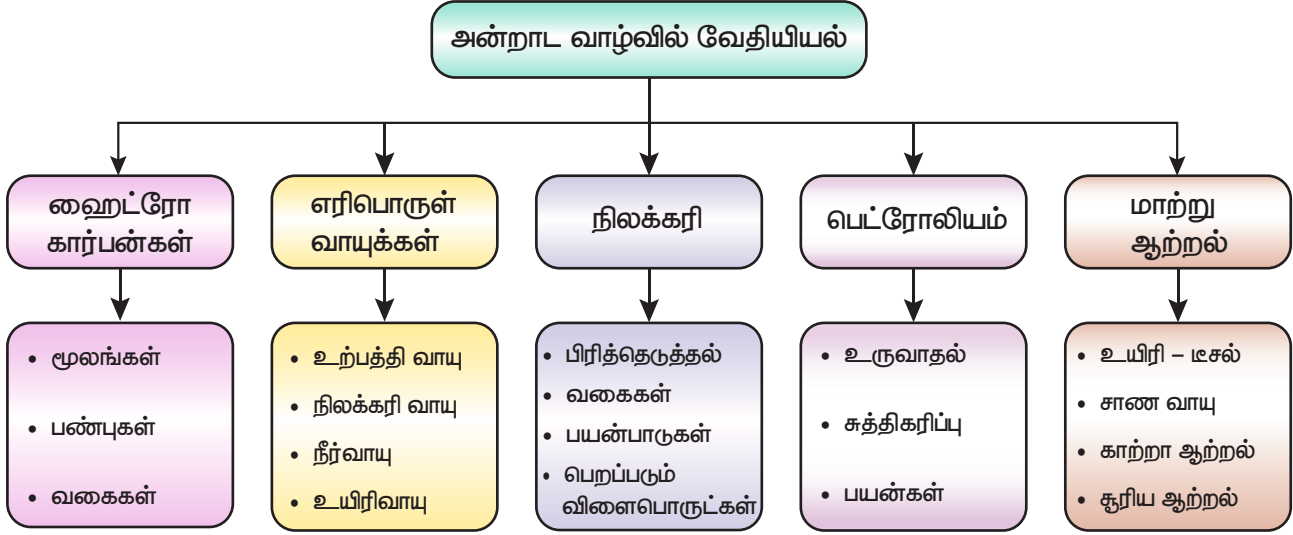 அன்றாட வாழ்வில் வேதியியல்
ஹைட்ரோ
கார்பன்கள்
எரிபொருள்
வாயுக்கள்
நிலக்கரி
பெட்ரோலியம்
மாற்று
ஆற்றல்
• மூலங்கள்
• பண்புகள்
• வகைகள்
• உற்பத்தி வாயு
• நிலக்கரி வாயு
• நீர்வாயு
• உயிரிவாயு
• பிரித்தெடுத்தல்
• வகைகள்
• பயன்பாடுகள்
• பெறப்படும்
விளைபொருட்கள்
• உருவாதல்
• சுத்திகரிப்பு
• பயன்கள்
• உயிரி – டீசல்
• சாண வாயு
• காற்றா ஆற்றல்
• சூரிய ஆற்றல்